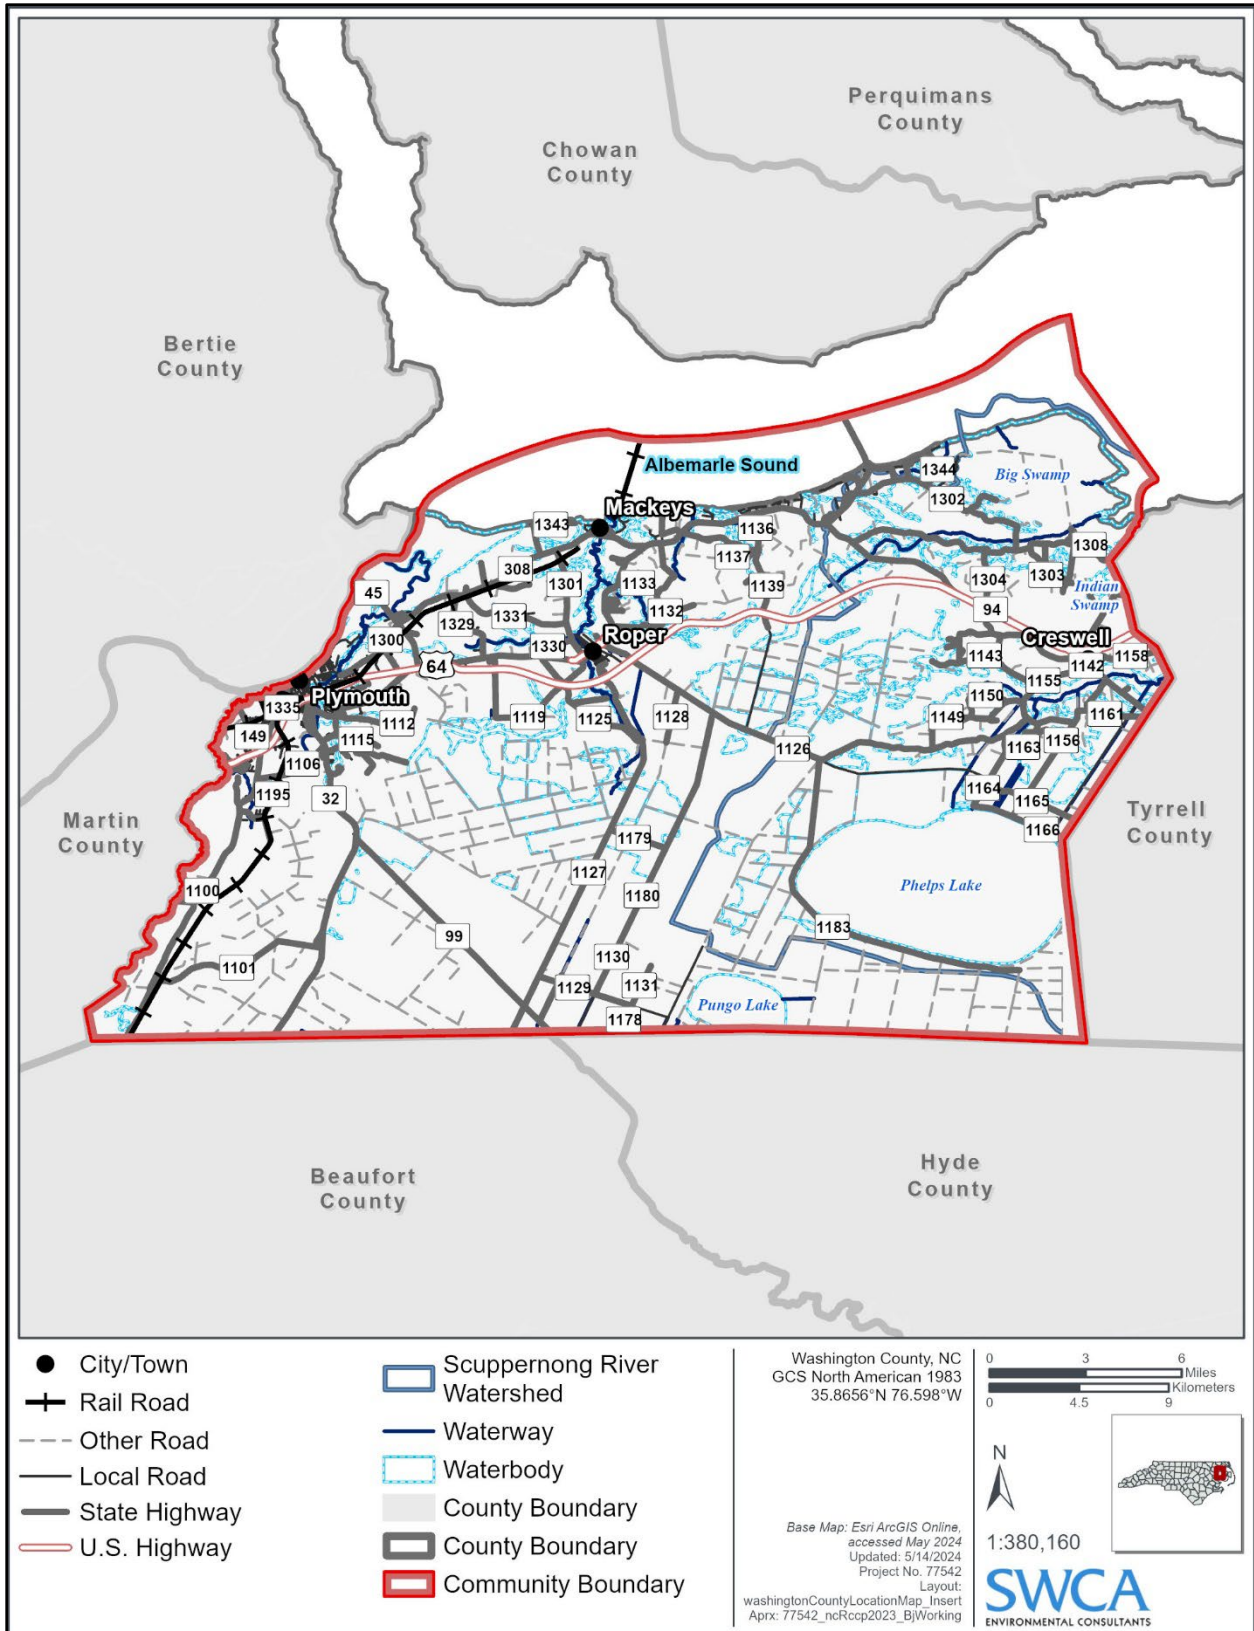 Perquimans
County
Chowan
County
Bertie
County
Albemarle Sound
1344
Big Swamp
1302
Mackeys
1343
1136
308
1137
1308
1301
1133
1304
1303
45
1139
Indian
Swamp
1132
94
1331
1329
1300
Roper
1330
Creswell
64
1143
1142
1158
1155
Plymouth
1150
1335
1112
1119
1125
1128
1149
1161
149
1115
1126
1163
1156
1106
1195
32
1164
1165
Martin
County
1179
1166
Tyrrell
County
1127
1100
1180
Phelps Lake
1183
99
1130
1101
1129
1131
Pungo Lake
1178
Beaufort
County
Hyde
County
City/Town
Rail Road
Other Road
Local Road
State Highway
U.S. Highway
Scuppernong River
Watershed
Waterway
Waterbody
County Boundary
County Boundary
Community Boundary
Washington County, NC
GCS North American 1983
35.8656°N 76.598°W
Base Map: Esri ArcGIS Online,
accessed May 2024
Updated: 5/14/2024
Project No. 77542
Layout:
washingtonCountyLocationMap_Insert
Aprx: 77542_ncRccp2023_BjWorking
0 3 6
Miles
Kilometers
0 4.5 9
N
1:380,160
SWCA
ENVIRONMENTAL CONSULTANTS